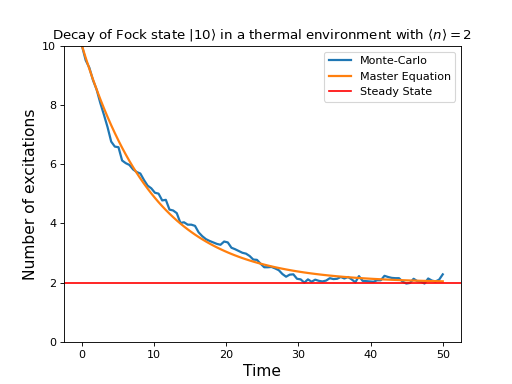 Decay of Fock state |10⟩ in a thermal environment with ⟨n⟩ = 2
Monte-Carlo
Master Equation
Steady State
Number of excitations
10
8
6
4
2
0
0 10 20 30 40 50
Time